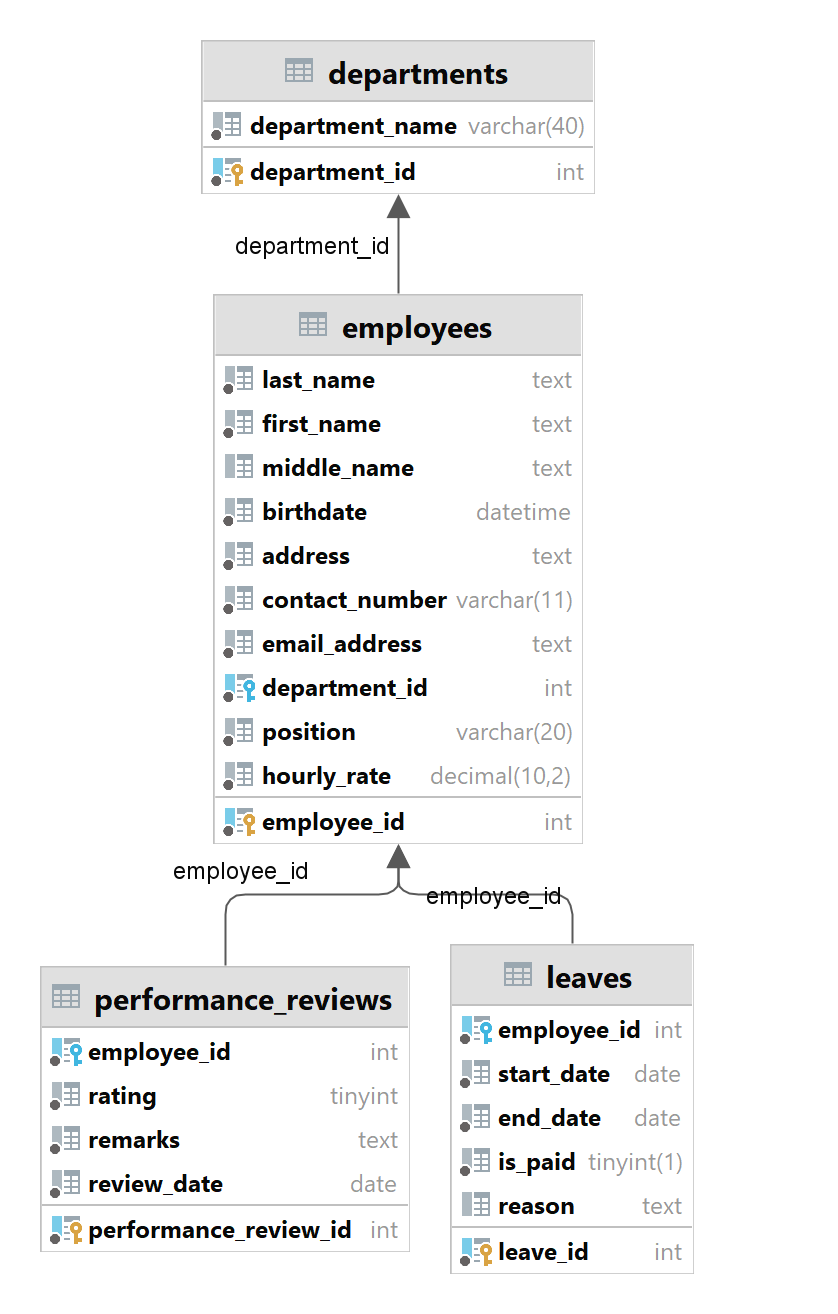 departments
department_name varchar(40)
department_id int
department_id
employees
last_name text
first_name text
middle_name text
birthdate datetime
address text
contact_number varchar(11)
email_address text
department_id int
position varchar(20)
hourly_rate decimal(10,2)
employee_id int
employee_id
employee_id
performance_reviews
employee_id int
rating tinyint
remarks text
review_date date
performance_review_id int
leaves
employee_id int
start_date date
end_date date
is_paid tinyint(1)
reason text
leave_id int